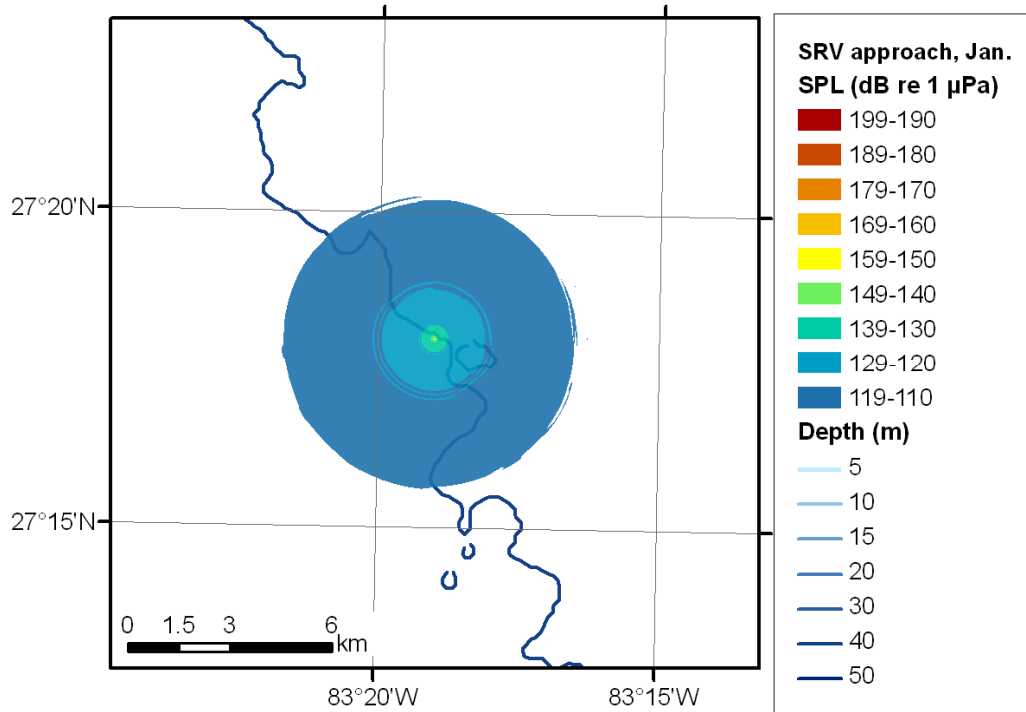 27°20'N
27°15'N
0 1.5 3 6
km
83°20'W 83°15'W
SRV approach, Jan.
SPL (dB re 1 µPa)
199-190
189-180
179-170
169-160
159-150
149-140
139-130
129-120
119-110
Depth (m)
5
10
15
20
30
40
50